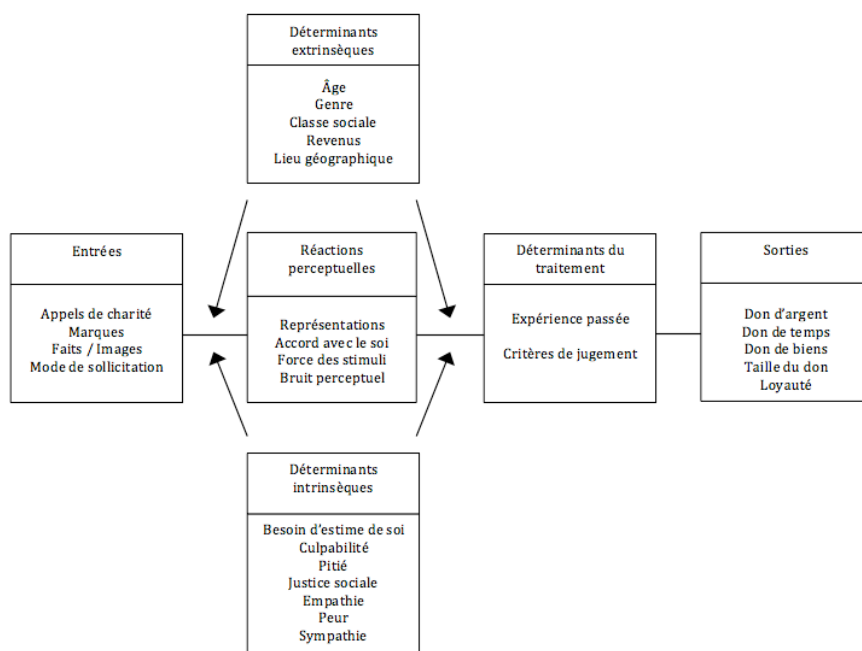 Déterminants
extrinsèques
Âge
Genre
Classe sociale
Revenus
Lieu géographique
Entrées
Appels de charité
Marques
Faits / Images
Mode de sollicitation
Réactions
perceptuelles
Représentations
Accord avec le soi
Force des stimuli
Bruit perceptuel
Déterminants du
traitement
Expérience passée
Critères de jugement
Sorties
Don d'argent
Don de temps
Don de biens
Taille du don
Loyauté
Déterminants
intrinsèques
Besoin d'estime de soi
Culpabilité
Pitié
Justice sociale
Empathie
Peur
Sympathie